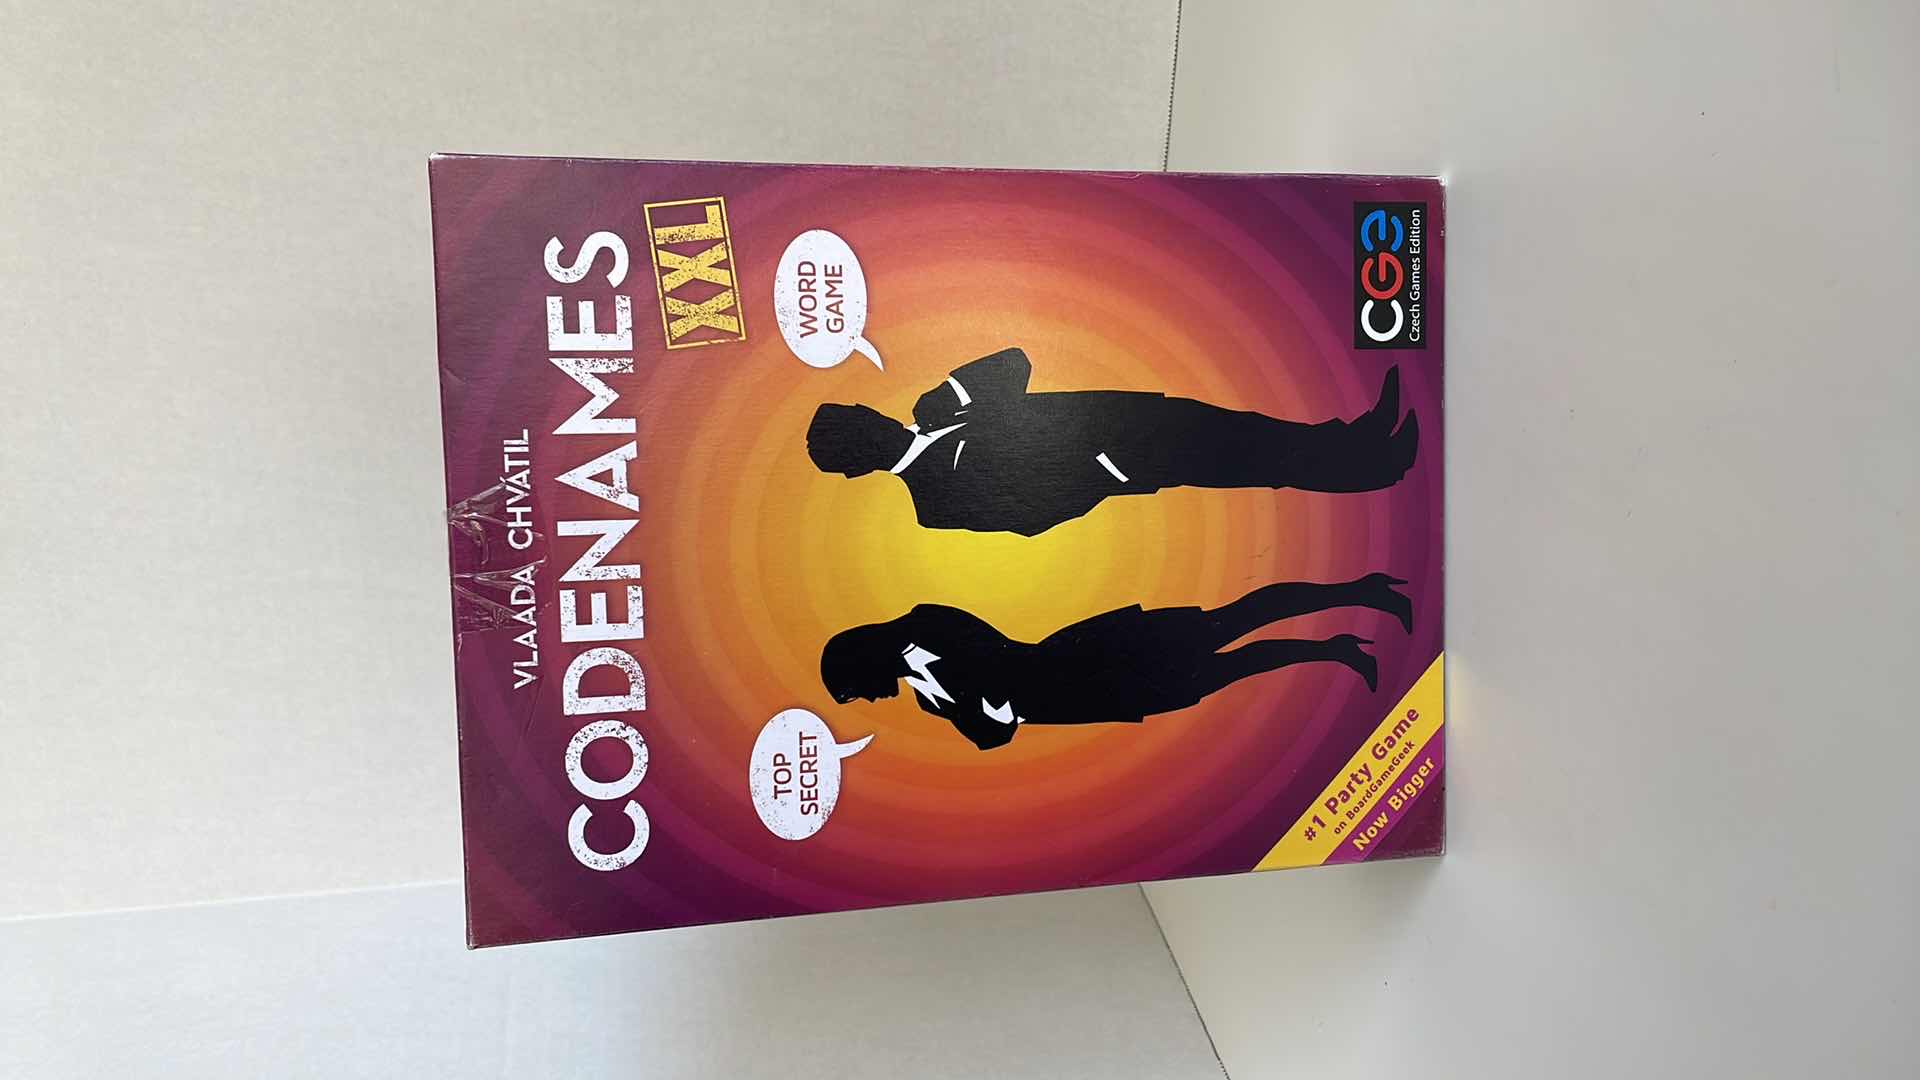 VLAADA CHVÁTIL
CODENAMES
XXL
TOP
SECRET
WORD
GAME
#1 Party Game
on BoardGameGeek
Now Bigger
CGE
Czech Games Edition